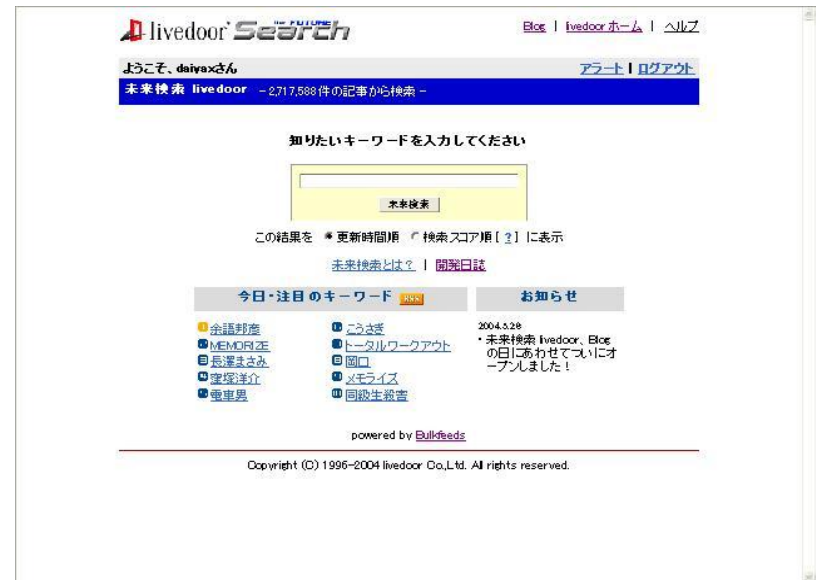 livedoor Search the FUTURE
Blog | livedoor ホーム | ヘルプ
ようこそ、daiyaxさん
アラート | ログアウト
未来検索 livedoor - 2,717,588件の記事から検索 -
知りたいキーワードを入力してください
未来検索
この結果を 更新時間順 検索スコア順 [ ? ] に表示
未来検索とは? | 開発日誌
今日・注目のキーワード RSS
お知らせ
余語邦彦
MEMORIZE
長澤まさみ
窪塚洋介
電車男
こうさぎ
トータルワークアウト
岡口
メモライズ
同級生殺害
2004.5.28
・未来検索 livedoor、Blog
の日にあわせてついにオ
ープンしました!
powered by Bulkfeeds
Copyright (C) 1996-2004 livedoor Co.,Ltd. All rights reserved.